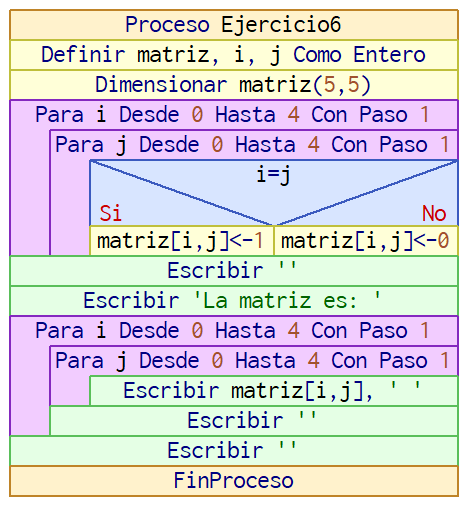 Proceso Ejercicio6
Definir matriz, i, j Como Entero
Dimensionar matriz(5,5)
Para i Desde 0 Hasta 4 Con Paso 1
Para j Desde 0 Hasta 4 Con Paso 1
i=j
Si No
matriz[i,j]<-1 matriz[i,j]<-0
Escribir ''
Escribir 'La matriz es: '
Para i Desde 0 Hasta 4 Con Paso 1
Para j Desde 0 Hasta 4 Con Paso 1
Escribir matriz[i,j], ' '
Escribir ''
Escribir ''
FinProceso